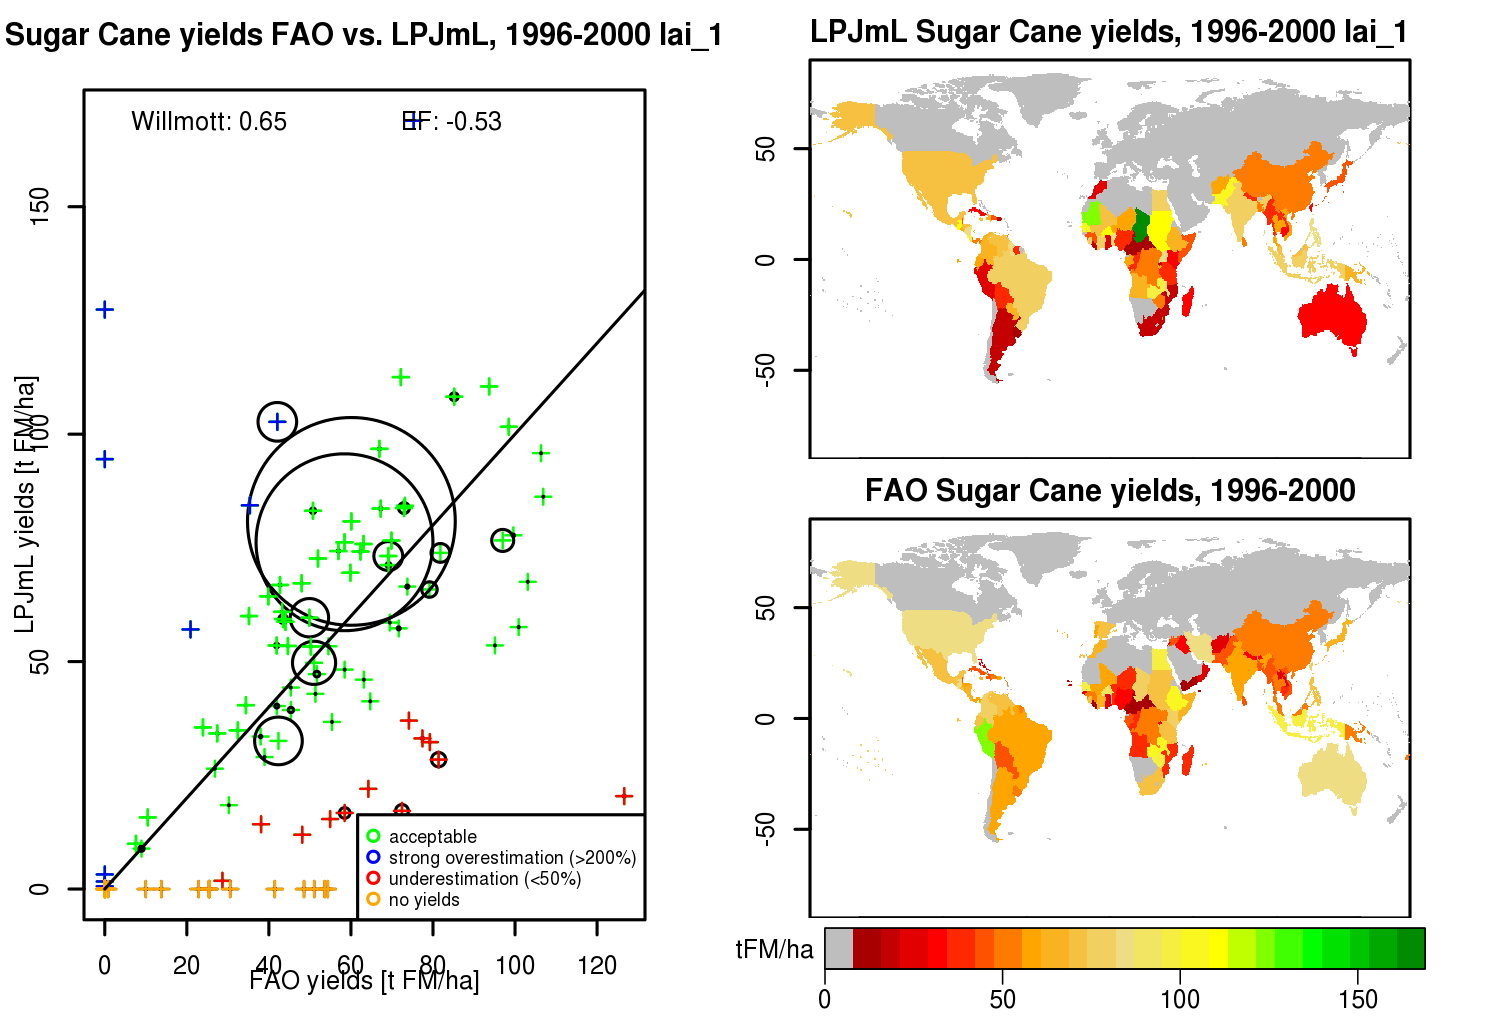 Sugar Cane yields FAO vs. LPJmL, 1996-2000 lai_1
Willmott: 0.65
EF: -0.53
LPJmL yields [t FM/ha]
150
100
50
0
0
20
40
60
80
100
120
FAO yields [t FM/ha]
acceptable
strong overestimation (>200%)
underestimation (<50%)
no yields
LPJmL Sugar Cane yields, 1996-2000 lai_1
50
0
-50
FAO Sugar Cane yields, 1996-2000
50
0
-50
tFM/ha
0
50
100
150